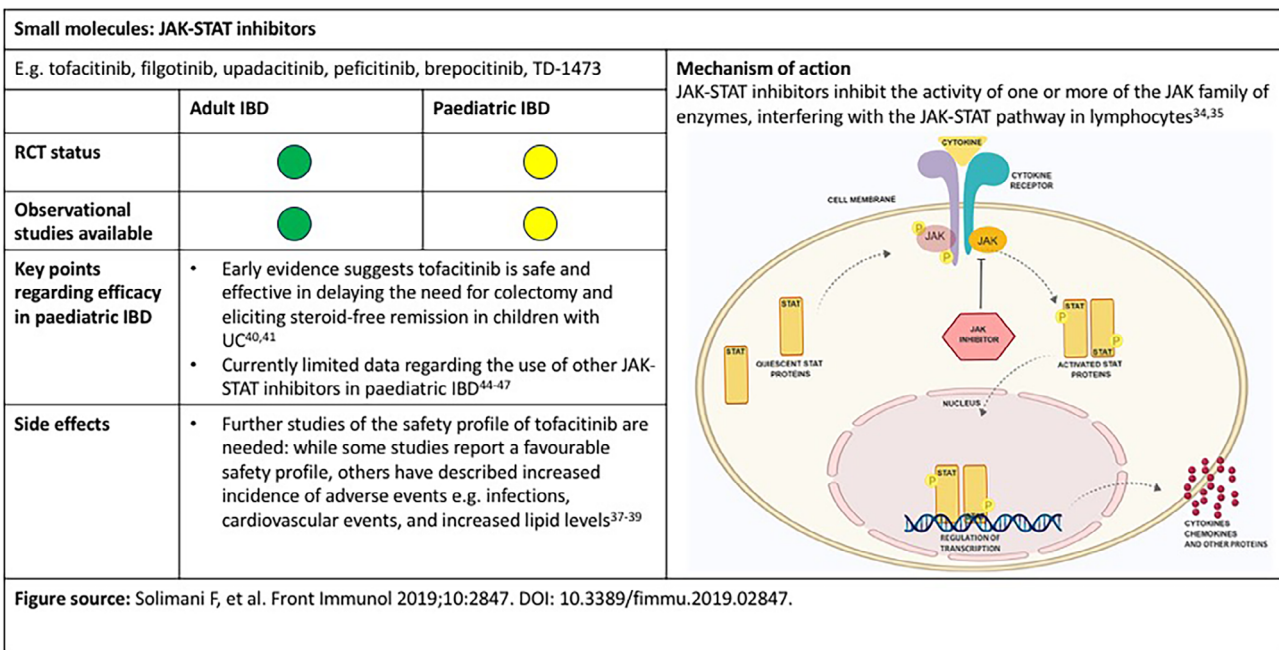 Small molecules: JAK-STAT inhibitors
E.g. tofacitinib, filgotinib, upadacitinib, peficitinib, brepocitinib, TD-1473
Adult IBD
Paediatric IBD
RCT status
Observational
studies available
Key points
regarding efficacy
in paediatric IBD
• Early evidence suggests tofacitinib is safe and
effective in delaying the need for colectomy and
eliciting steroid-free remission in children with
UC40,41
• Currently limited data regarding the use of other JAK-
STAT inhibitors in paediatric IBD44-47
Side effects
• Further studies of the safety profile of tofacitinib are
needed: while some studies report a favourable
safety profile, others have described increased
incidence of adverse events e.g. infections,
cardiovascular events, and increased lipid levels37-39
Mechanism of action
JAK-STAT inhibitors inhibit the activity of one or more of the JAK family of
enzymes, interfering with the JAK-STAT pathway in lymphocytes34,35
CYTOKINE
CYTOKINE
RECEPTOR
CELL MEMBRANE
P
JAK
P
JAK
STAT
STAT
QUIESCENT STAT
PROTEINS
JAK
INHIBITOR
STAT
P
P
STAT
ACTIVATED STAT
PROTEINS
NUCLEUS
STAT
P
P
REGULATION OF
TRANSCRIPTION
CYTOKINES
CHEMOKINES
AND OTHER PROTEINS
Figure source: Solimani F, et al. Front Immunol 2019;10:2847. DOI: 10.3389/fimmu.2019.02847.